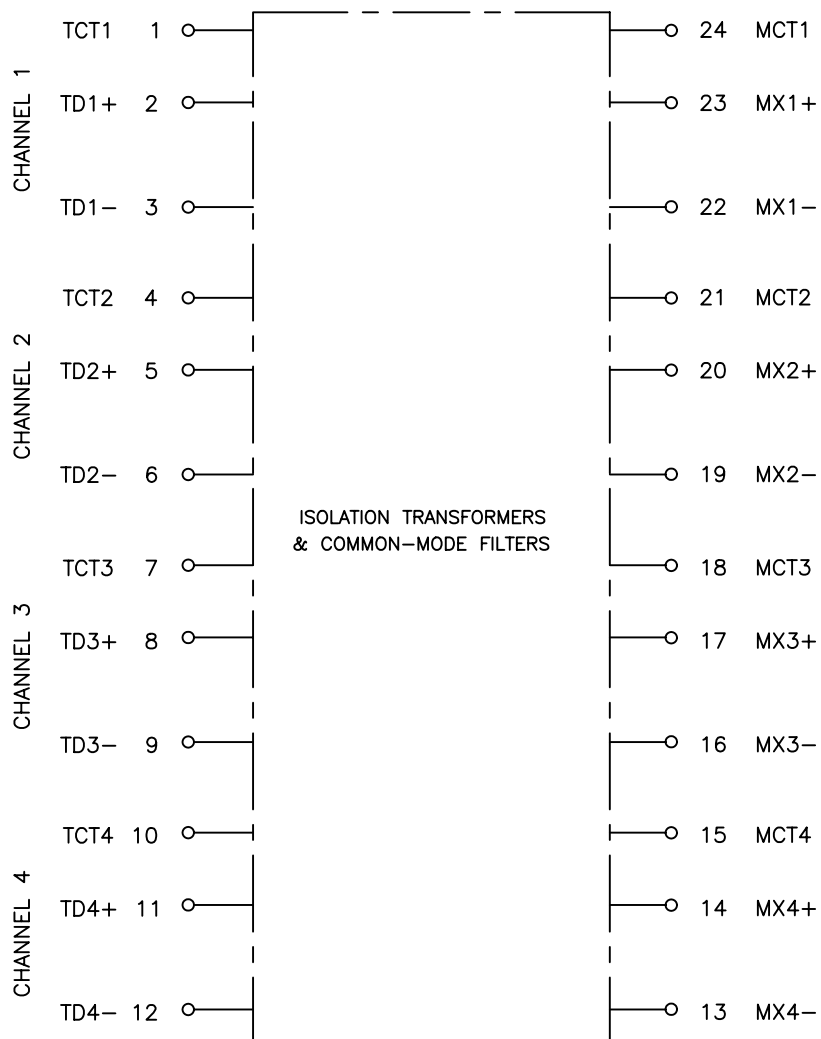 TCT1 1 24 MCT1
CHANNEL 1
TD1+ 2 23 MX1+
TD1- 3 22 MX1-
TCT2 4 21 MCT2
CHANNEL 2
TD2+ 5 20 MX2+
TD2- 6 19 MX2-
ISOLATION TRANSFORMERS
& COMMON-MODE FILTERS
TCT3 7 18 MCT3
CHANNEL 3
TD3+ 8 17 MX3+
TD3- 9 16 MX3-
TCT4 10 15 MCT4
CHANNEL 4
TD4+ 11 14 MX4+
TD4- 12 13 MX4-